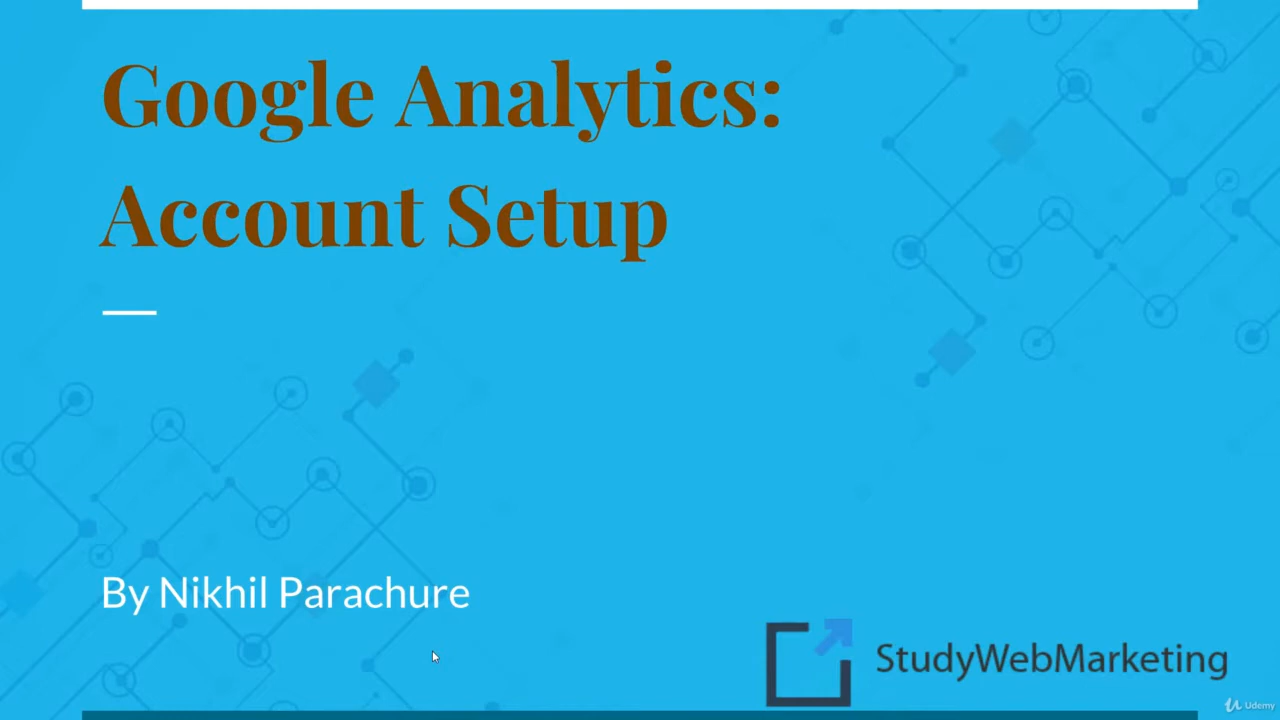 Google Analytics:
Account Setup
By Nikhil Parachure
StudyWebMarketing
Udemy